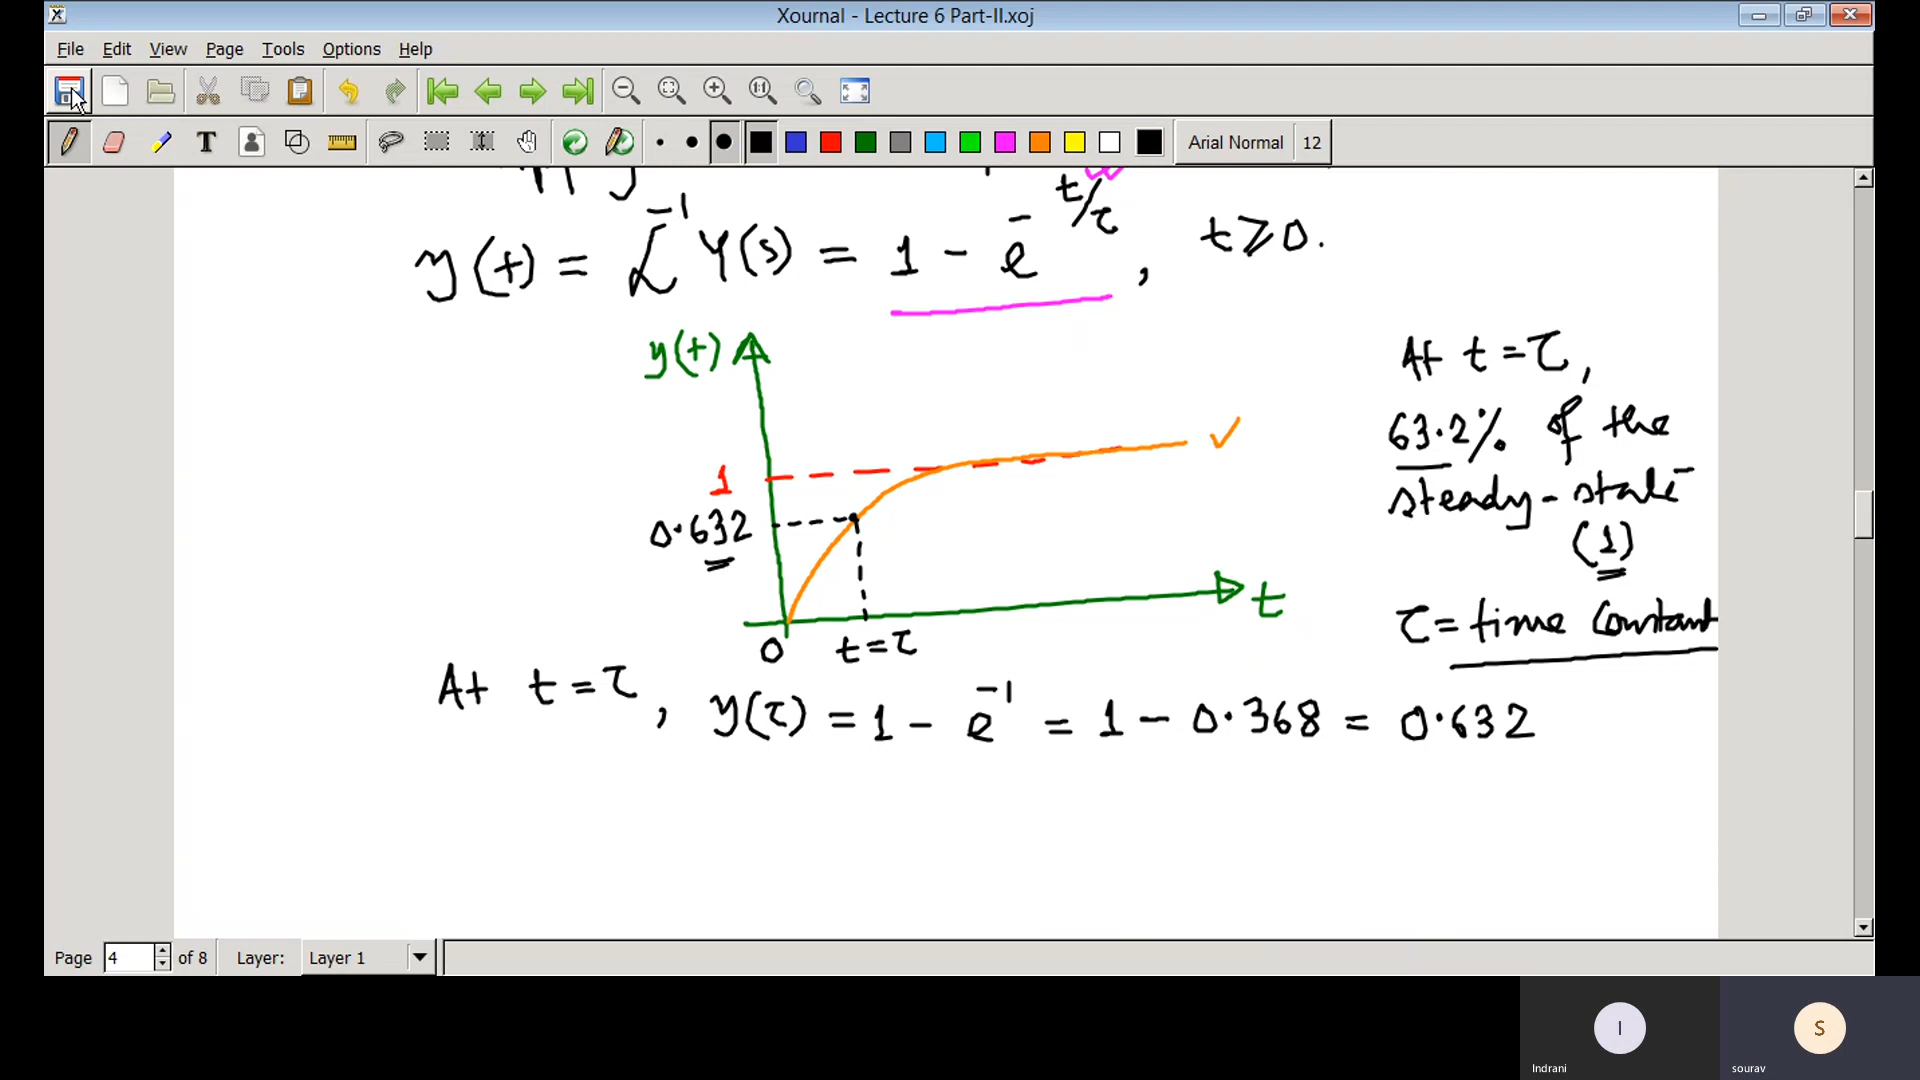 Xournal - Lecture 6 Part-II.xoj
File Edit View Page Tools Options Help
Arial Normal 12
y(t) = ℒ⁻¹ Y(s) = 1 - e^{-t/τ}, t ≥ 0.
y(t)
1
0.632
0
t = τ
t
At t = τ,
63.2% of the
steady-state
(1)
τ = time constant
At t = τ, y(τ) = 1 - e⁻¹ = 1 - 0.368 = 0.632
Page 4 of 8 Layer: Layer 1
I
S
Indrani
sourav